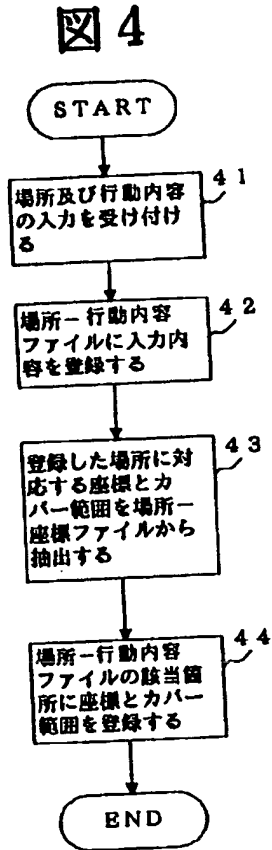 図4
START
41
場所及び行動内容
の入力を受け付け
る
42
場所－行動内容
ファイルに入力内
容を登録する
43
登録した場所に対
応する座標とカ
バー範囲を場所－
座標ファイルから
抽出する
44
場所－行動内容
ファイルの該当箇
所に座標とカバー
範囲を登録する
END